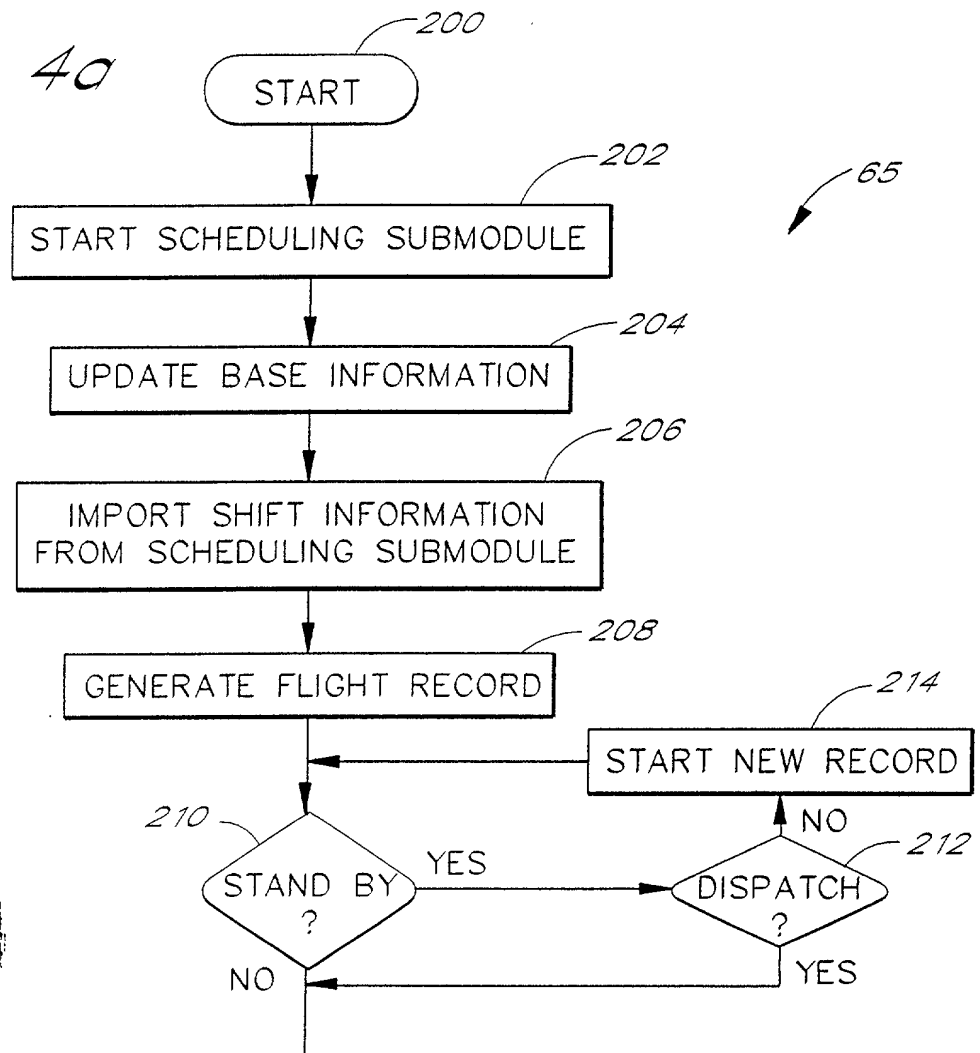 4a
200
START
202
65
START SCHEDULING SUBMODULE
204
UPDATE BASE INFORMATION
206
IMPORT SHIFT INFORMATION
FROM SCHEDULING SUBMODULE
208
GENERATE FLIGHT RECORD
214
START NEW RECORD
210
NO
212
STAND BY
?
YES
DISPATCH
?
NO
YES